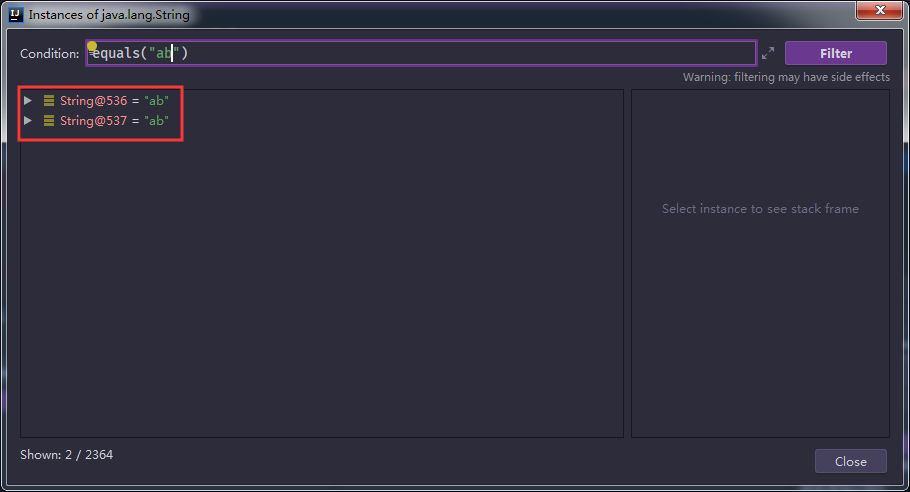 IJ Instances of java.lang.String
Condition: equals("ab") Filter
Warning: filtering may have side effects
String@536 = "ab"
String@537 = "ab"
Select instance to see stack frame
Shown: 2 / 2364
Close